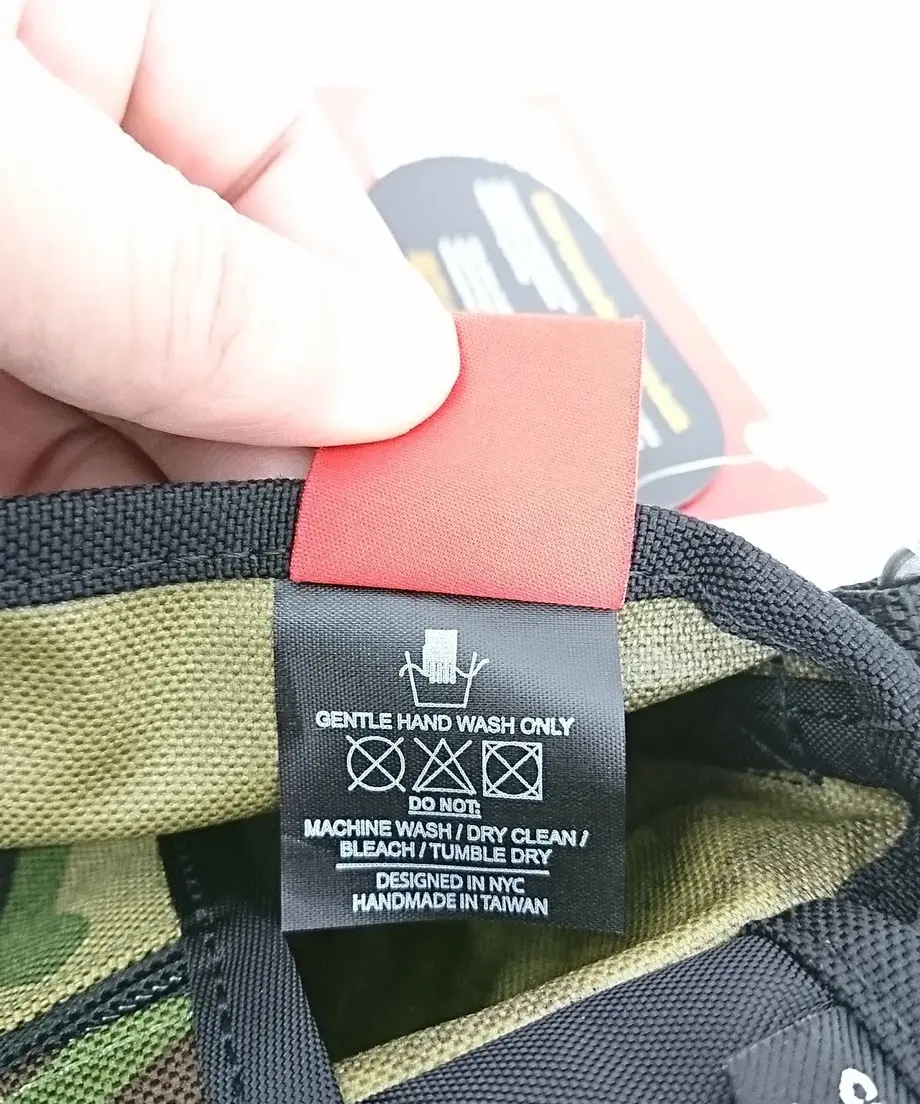 GENTLE HAND WASH ONLY
DO NOT:
MACHINE WASH / DRY CLEAN /
BLEACH / TUMBLE DRY
DESIGNED IN NYC
HANDMADE IN TAIWAN